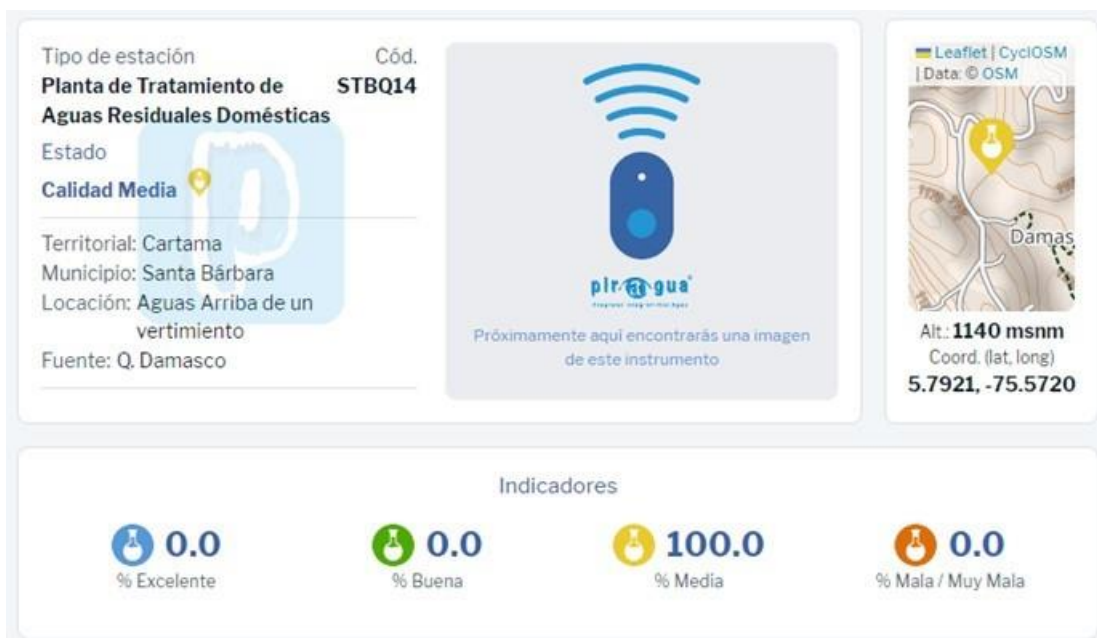 Tipo de estación Cód.
Planta de Tratamiento de STBQ14
Aguas Residuales Domésticas
Estado
Calidad Media
Territorial: Cartama
Municipio: Santa Bárbara
Locación: Aguas Arriba de un
vertimiento
Fuente: Q. Damasco
piragua
Próximamente aquí encontrarás una imagen
de este instrumento
Leaflet | CyclOSM
| Data: © OSM
Damas
Alt.: 1140 msnm
Coord. (lat, long)
5.7921, -75.5720
Indicadores
0.0 0.0 100.0 0.0
% Excelente % Buena % Media % Mala / Muy Mala